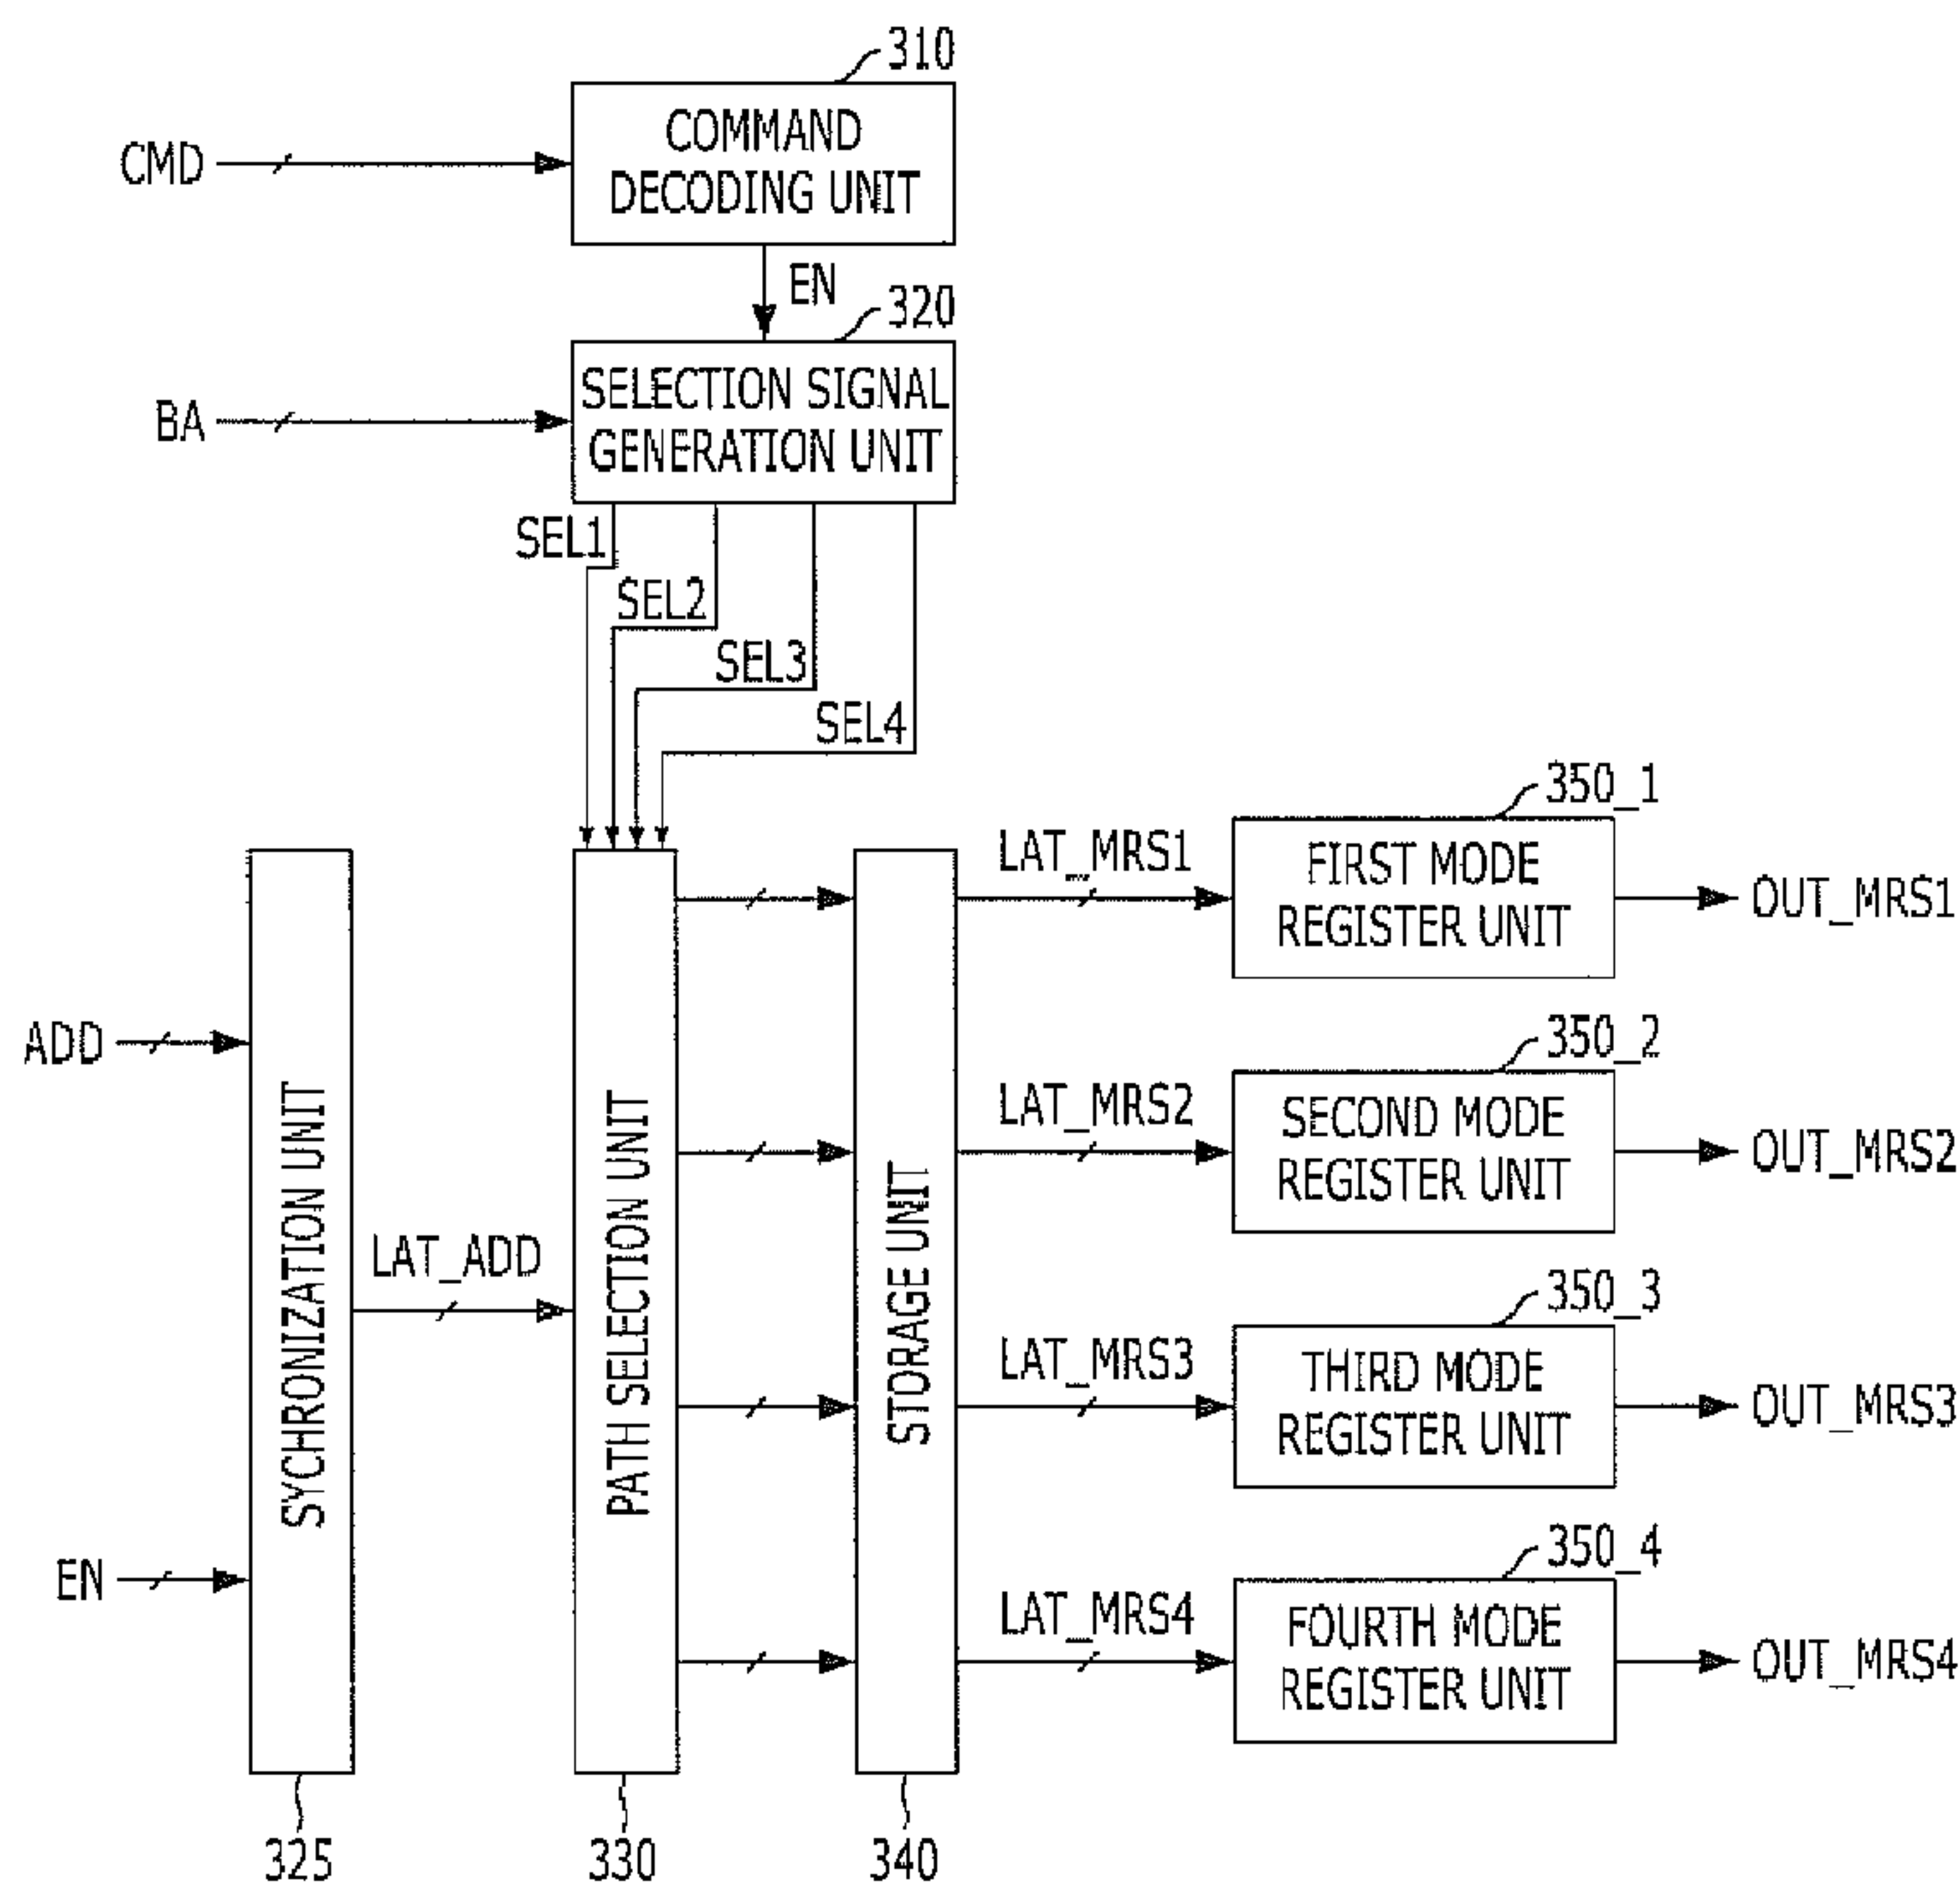 310
COMMAND
DECODING UNIT
CMD
EN
320
SELECTION SIGNAL
GENERATION UNIT
BA
SEL1
SEL2
SEL3
SEL4
350_1
LAT_MRS1
FIRST MODE
REGISTER UNIT
OUT_MRS1
ADD
350_2
LAT_MRS2
SECOND MODE
REGISTER UNIT
OUT_MRS2
SYCHRONIZATION UNIT
LAT_ADD
PATH SELECTION UNIT
STORAGE UNIT
350_3
LAT_MRS3
THIRD MODE
REGISTER UNIT
OUT_MRS3
EN
350_4
LAT_MRS4
FOURTH MODE
REGISTER UNIT
OUT_MRS4
325
330
340